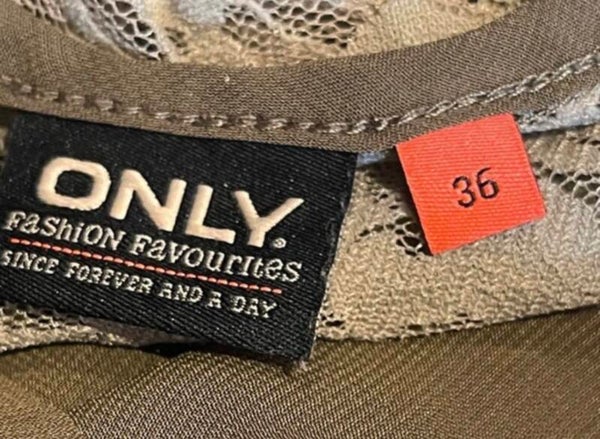 ONLY.
FaShiON FavouriteS
SINCE FOREVER AND A DAY
36